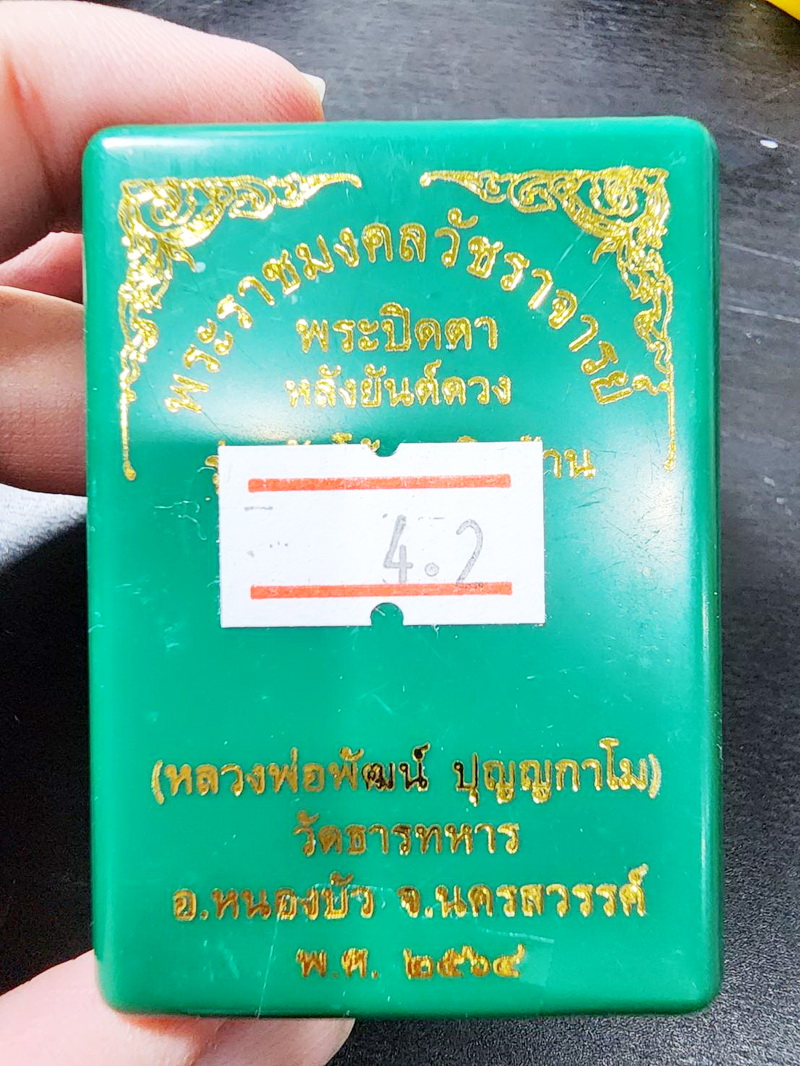 พระราชมงคลวัชราจารย์
พระปิดตา
หลังยันต์ดวง
4.2
(หลวงพ่อพัฒน์ ปุญญกาโม)
วัดธารทหาร
อ.หนองบัว จ.นครสวรรค์
พ.ศ. ๒๕๖๔